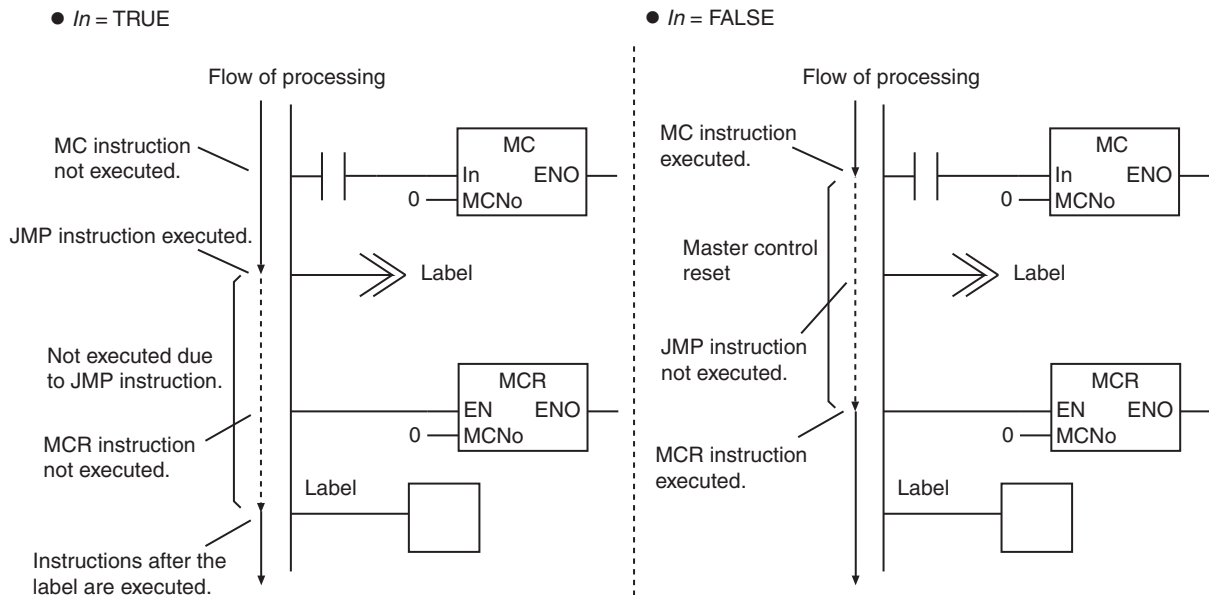 ● In = TRUE
Flow of processing
MC instruction
not executed.
MC
In ENO
0 MCNo
JMP instruction executed.
Label
Not executed due
to JMP instruction.
MCR
EN ENO
0 MCNo
MCR instruction
not executed.
Label
Instructions after the
label are executed.
● In = FALSE
Flow of processing
MC instruction
executed.
MC
In ENO
0 MCNo
Master control
reset
Label
JMP instruction
not executed.
MCR
EN ENO
0 MCNo
MCR instruction
executed.
Label